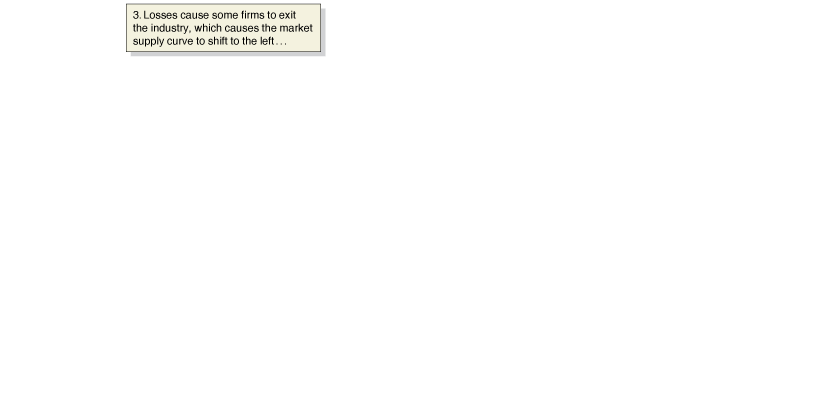 3. Losses cause some firms to exit
the industry, which causes the market
supply curve to shift to the left...